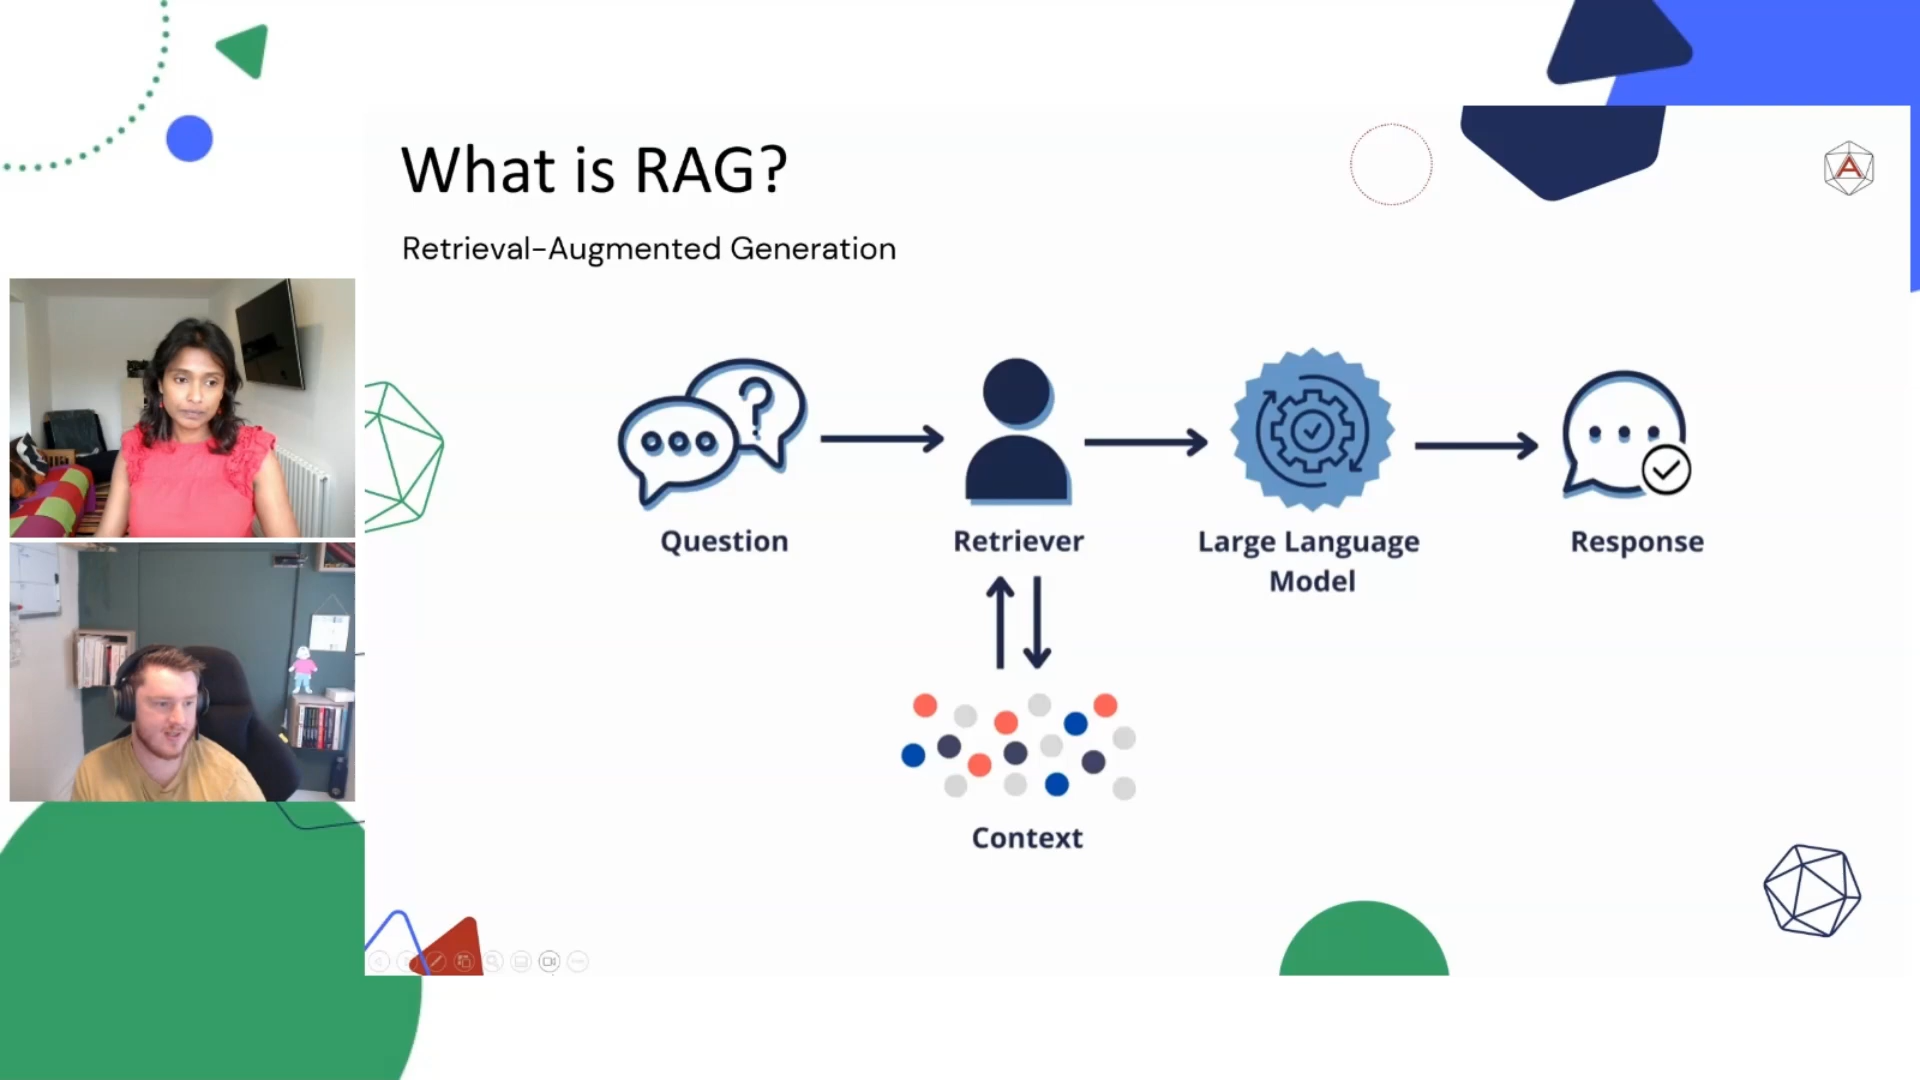 What is RAG?
A
Retrieval-Augmented Generation
?
Question
Retriever
Large Language
Model
Response
Context